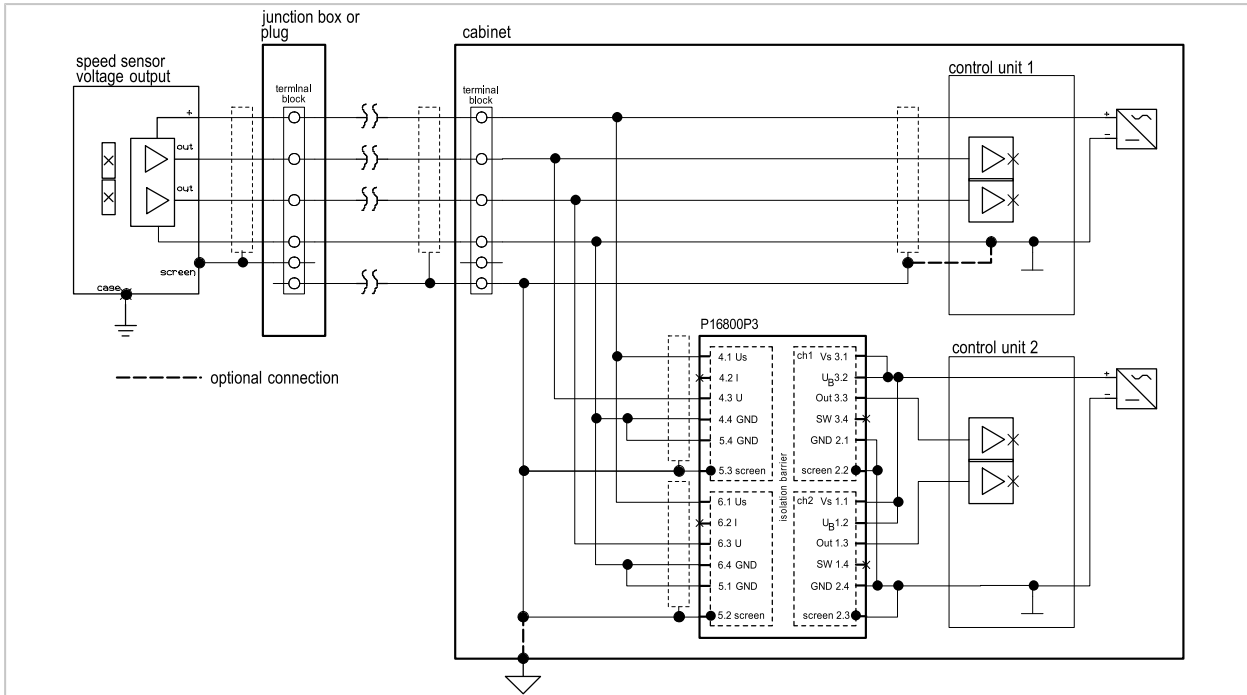 junction box or
plug
cabinet
speed sensor
voltage output
control unit 1
terminal
block
terminal
block
+
+
-
out
out
screen
case
P16800P3
control unit 2
optional connection
4.1 Us
ch1 Vs 3.1
4.2 I
UB3.2
+
4.3 U
Out 3.3
-
4.4 GND
SW 3.4
5.4 GND
GND 2.1
5.3 screen
screen 2.2
isolation barrier
6.1 Us
ch2 Vs 1.1
6.2 I
UB1.2
6.3 U
Out 1.3
6.4 GND
SW 1.4
5.1 GND
GND 2.4
5.2 screen
screen 2.3